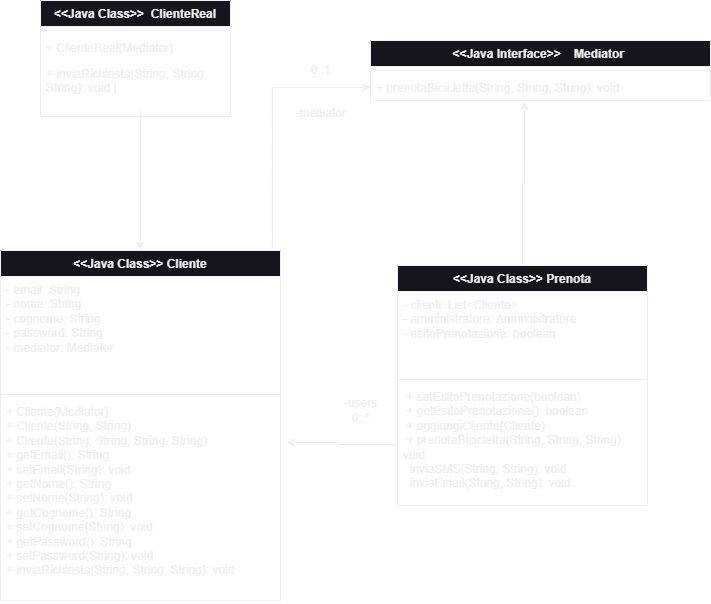 <<Java Class>> ClienteReal
+ ClienteReal(Mediator)
+ inviaRichiesta(String, String,
String): void |
<<Java Interface>> Mediator
+ prenotaBicicletta(String, String, String): void
0..1
-mediator
<<Java Class>> Cliente
- email: String
- nome: String
- cognome: String
- password: String
- mediator: Mediator
+ Cliente(Mediator)
+ Cliente(String, String)
+ Cliente(String, String, String, String)
+ getEmail(): String
+ setEmail(String): void
+ getNome(): String
+ setNome(String): void
+ getCognome(): String
+ setCognome(String): void
+ getPassword(): String
+ setPassword(String): void
+ inviaRichiesta(String, String, String): void
-users
0..*
<<Java Class>> Prenota
- clienti: List<Cliente>
- amministratore: Amministratore
- esitoPrenotazione: boolean
+ setEsitoPrenotazione(boolean)
+ getEsitoPrenotazione(): boolean
+ aggiungiCliente(Cliente)
+ prenotaBicicletta(String, String, String):
void
inviaSMS(String, String): void
inviaEmail(String, String): void